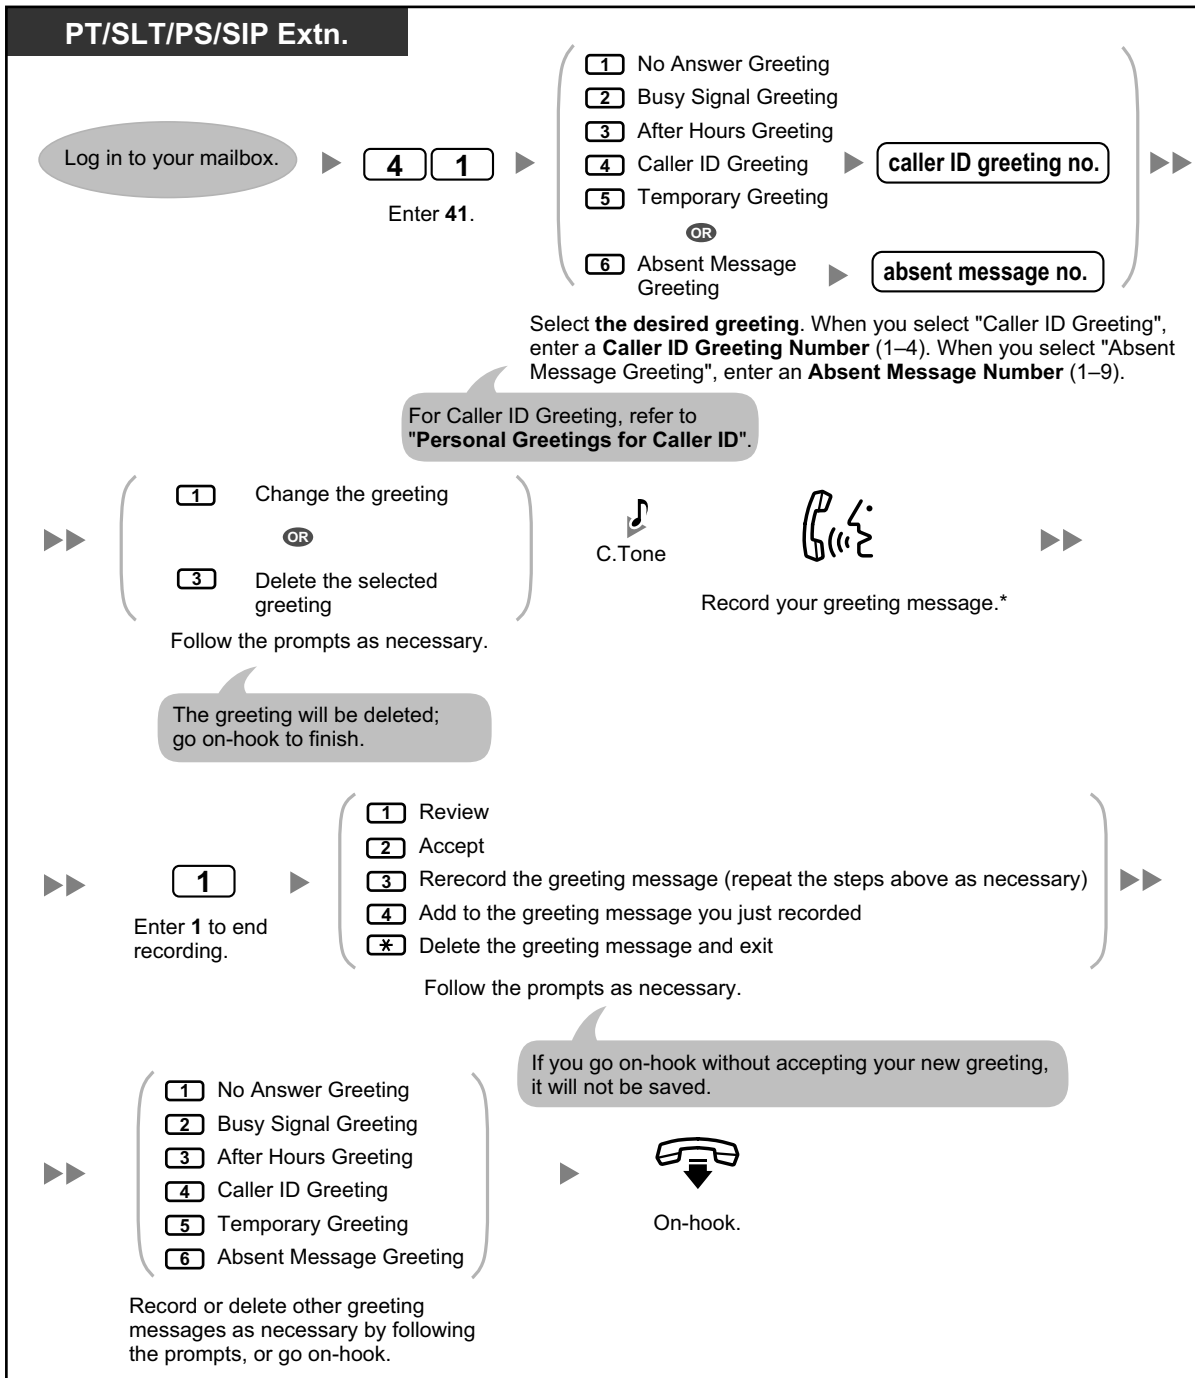 PT/SLT/PS/SIP Extn.
Log in to your mailbox.
4 1
Enter 41.
1 No Answer Greeting
2 Busy Signal Greeting
3 After Hours Greeting
4 Caller ID Greeting
caller ID greeting no.
5 Temporary Greeting
OR
6 Absent Message
Greeting
absent message no.
Select the desired greeting. When you select "Caller ID Greeting",
enter a Caller ID Greeting Number (1–4). When you select "Absent
Message Greeting", enter an Absent Message Number (1–9).
For Caller ID Greeting, refer to
"Personal Greetings for Caller ID".
1 Change the greeting
OR
3 Delete the selected
greeting
Follow the prompts as necessary.
The greeting will be deleted;
go on-hook to finish.
C.Tone
Record your greeting message.*
1
Enter 1 to end
recording.
1 Review
2 Accept
3 Rerecord the greeting message (repeat the steps above as necessary)
4 Add to the greeting message you just recorded
* Delete the greeting message and exit
Follow the prompts as necessary.
If you go on-hook without accepting your new greeting,
it will not be saved.
1 No Answer Greeting
2 Busy Signal Greeting
3 After Hours Greeting
4 Caller ID Greeting
5 Temporary Greeting
6 Absent Message Greeting
Record or delete other greeting
messages as necessary by following
the prompts, or go on-hook.
On-hook.